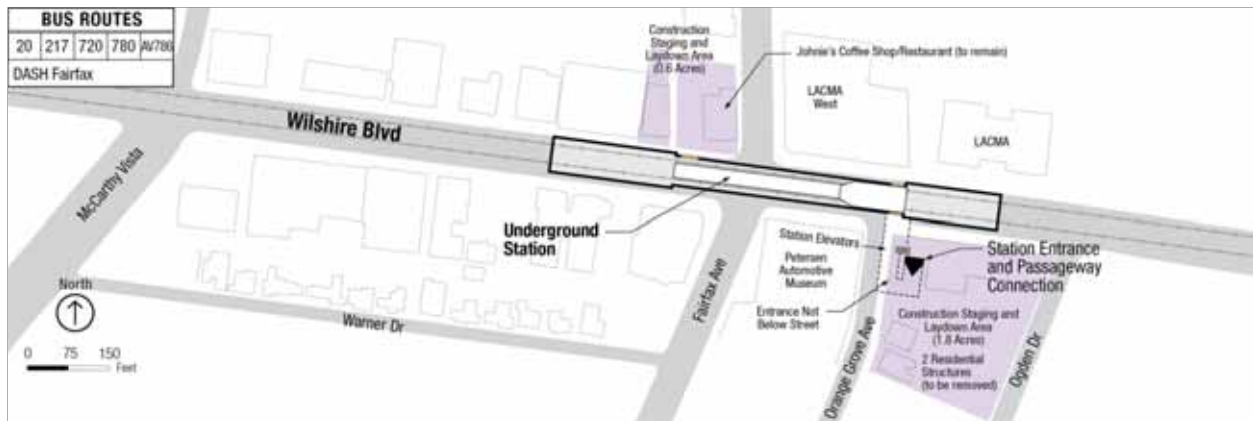 BUS ROUTES
20 217 720 780 AV786
DASH Fairfax
Construction
Staging and
Laydown Area
(0.6 Acres)
Johnie's Coffee Shop/Restaurant (to remain)
LACMA
West
LACMA
Wilshire Blvd
McCarthy Vista
Underground
Station
Station Elevators
Petersen
Automotive
Museum
Entrance Not
Below Street
Station Entrance
and Passageway
Connection
Construction Staging and
Laydown Area
(1.8 Acres)
2 Residential
Structures
(to be removed)
Fairfax Ave
Orange Grove Ave
Ogden Dr
Warner Dr
North
0 75 150
Feet